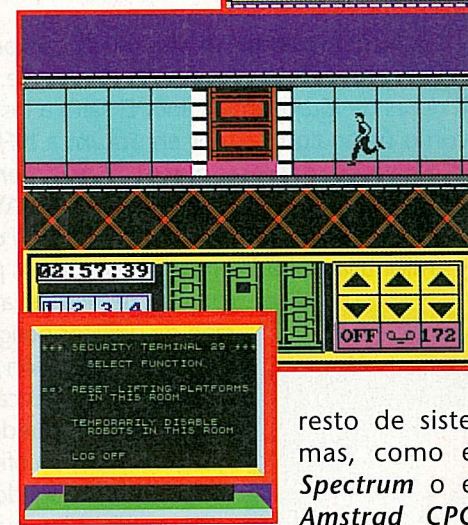 02:57:39
1 2 3 4
OFF 172
*** SECURITY TERMINAL 29 ***
SELECT FUNCTION
==> RESET LIFTING PLATFORMS
IN THIS ROOM
TEMPORARILY DISABLE
ROBOTS IN THIS ROOM
LOG OFF
resto de siste
mas, como e
Spectrum o e
Amstrad CPC